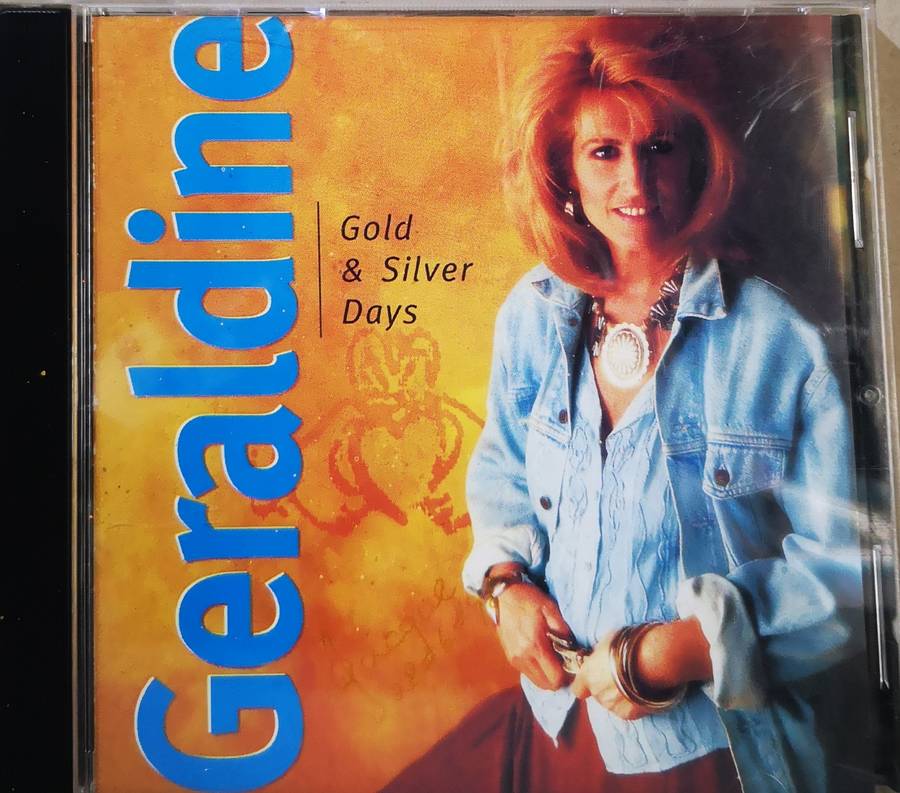 Geraldine
Gold
& Silver
Days